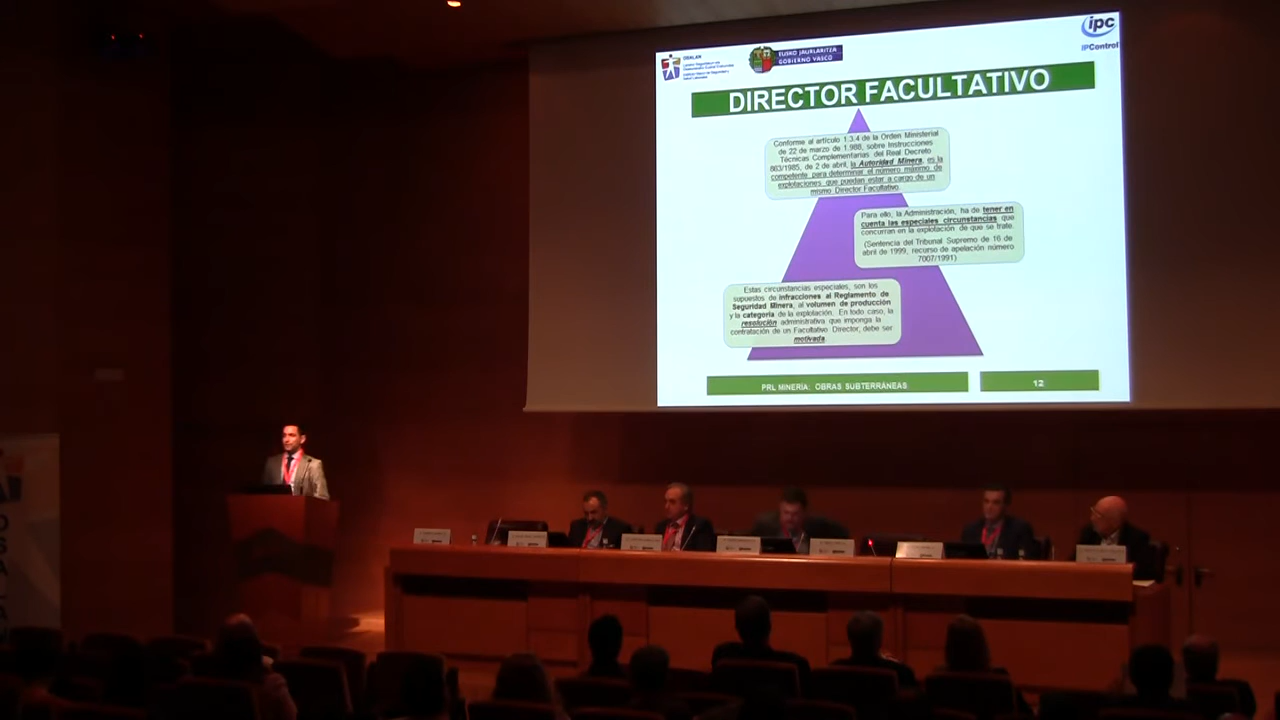 OSALAN
EUSKO JAURLARITZA
GOBIERNO VASCO
ipc
IPControl
DIRECTOR FACULTATIVO
Conforme al artículo 1.3.4 de la Orden Ministerial
de 22 de marzo de 1.988, sobre Instrucciones
Técnicas Complementarias del Real Decreto
863/1985, de 2 de abril, la Autoridad Minera, es la
competente para determinar el número máximo de
explotaciones que puedan estar a cargo de un
mismo Director Facultativo.
Para ello, la Administración, ha de tener en
cuenta las especiales circunstancias que
concurran en la explotación de que se trate.
(Sentencia del Tribunal Supremo de 16 de
abril de 1999, recurso de apelación número
7007/1991)
Estas circunstancias especiales, son los
supuestos de infracciones al Reglamento de
Seguridad Minera, al volumen de producción
y la categoría de la explotación. En todo caso, la
resolución administrativa que imponga la
contratación de un Facultativo Director, debe ser
motivada.
PRL MINERÍA: OBRAS SUBTERRÁNEAS
12